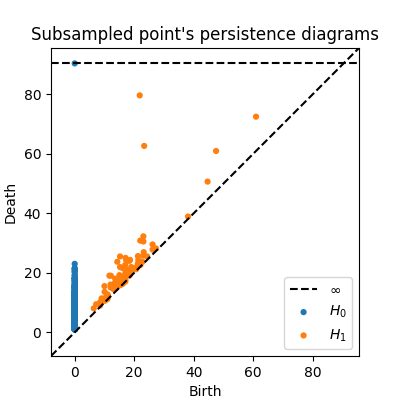 Subsampled point's persistence diagrams
Death
80
60
40
20
0
∞
H₀
H₁
0 20 40 60 80
Birth